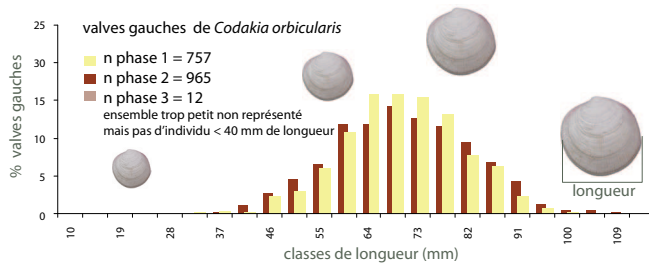 valves gauches de Codakia orbicularis
n phase 1 = 757
n phase 2 = 965
n phase 3 = 12
ensemble trop petit non représenté
mais pas d'individu < 40 mm de longueur
% valves gauches
30
25
15
10
5
0
longueur
10 19 28 37 46 55 64 73 82 91 100 109
classes de longueur (mm)